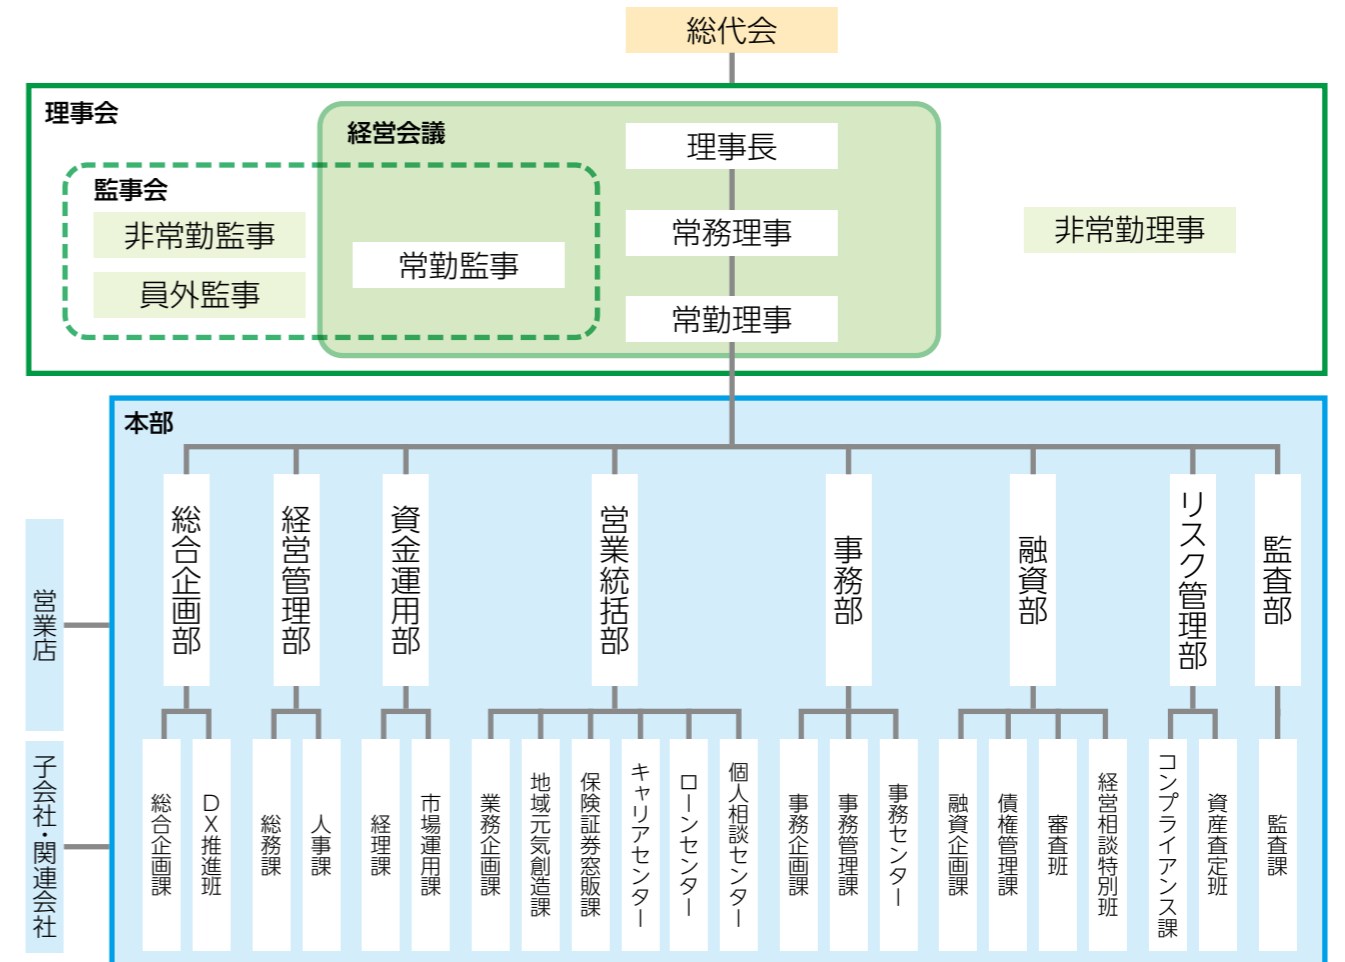 総代会
理事会
経営会議
理事長
監事会
非常勤監事
員外監事
常勤監事
常務理事
常勤理事
非常勤理事
本部
総合企画部
経営管理部
資金運用部
営業統括部
事務部
融資部
リスク管理部
監査部
営業店
子会社・関連会社
総合企画課
DX推進班
総務課
人事課
経理課
市場運用課
業務企画課
地域元気創造課
保険証券窓販課
キャリアセンター
ローンセンター
個人相談センター
事務企画課
事務管理課
事務センター
融資企画課
債権管理課
審査班
経営相談特別班
コンプライアンス課
資産査定班
監査課